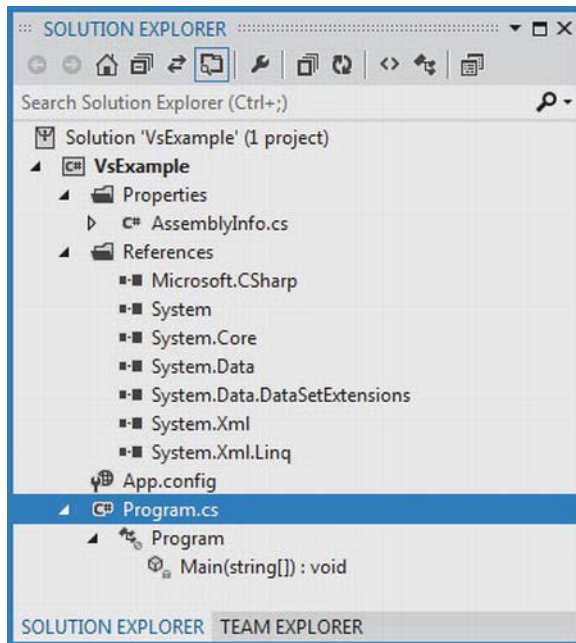 SOLUTION EXPLORER
Search Solution Explorer (Ctrl+;)
Solution 'VsExample' (1 project)
C# VsExample
Properties
C# AssemblyInfo.cs
References
Microsoft.CSharp
System
System.Core
System.Data
System.Data.DataSetExtensions
System.Xml
System.Xml.Linq
App.config
C# Program.cs
Program
Main(string[]) : void
SOLUTION EXPLORER TEAM EXPLORER